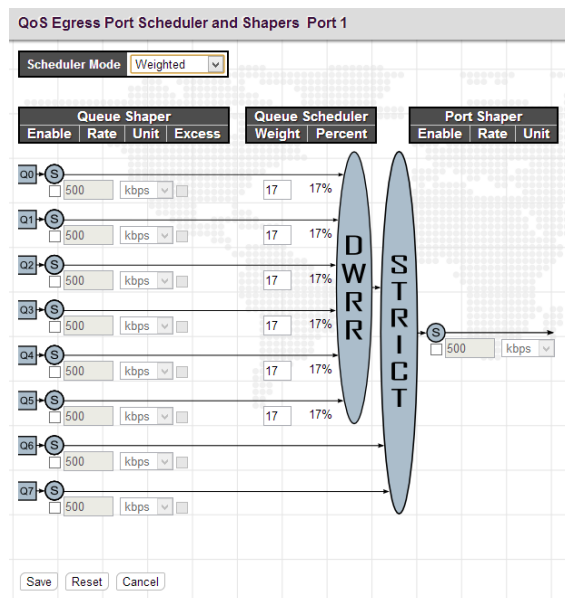 QoS Egress Port Scheduler and Shapers Port 1
Scheduler Mode Weighted
Queue Shaper Queue Scheduler Port Shaper
Enable Rate Unit Excess Weight Percent Enable Rate Unit
Q0 S
500 kbps 17 17%
Q1 S
500 kbps 17 17%
Q2 S
500 kbps 17 17%
Q3 S
500 kbps 17 17%
Q4 S
500 kbps 17 17%
Q5 S
500 kbps 17 17%
Q6 S
500 kbps
Q7 S
500 kbps
DWRR
STRICT
S
500 kbps
Save Reset Cancel